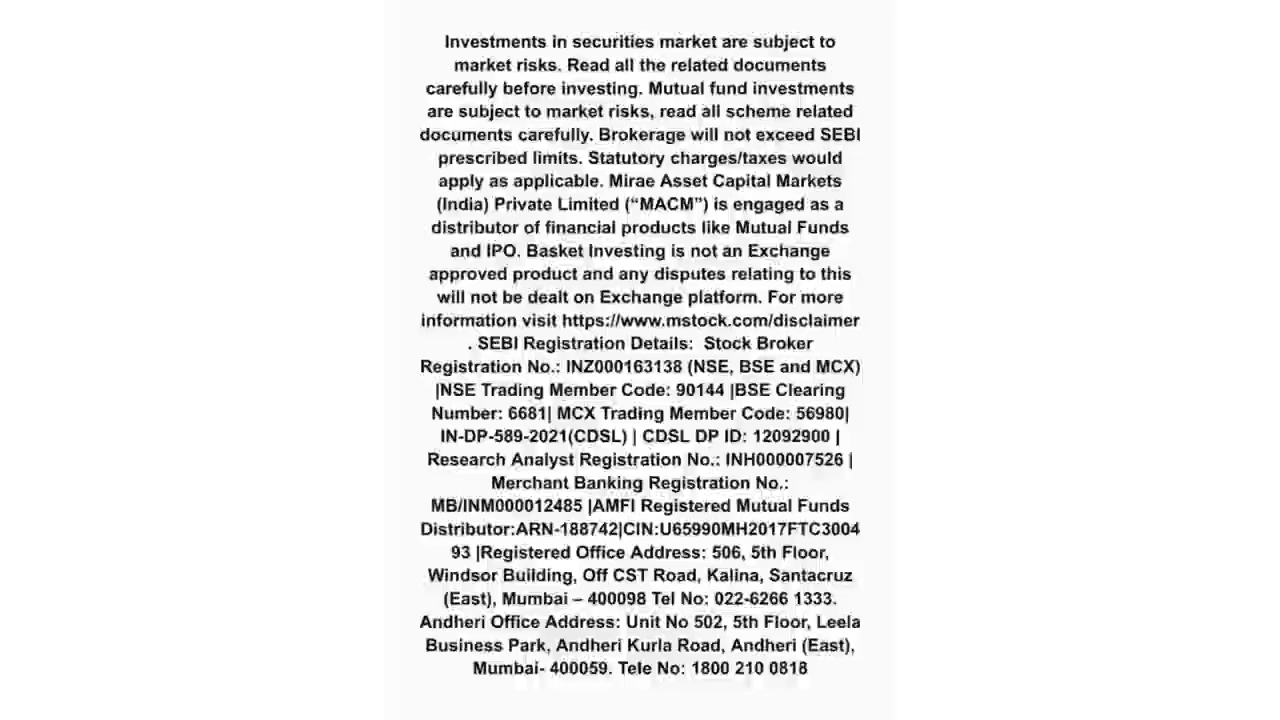 Investments in securities market are subject to
market risks. Read all the related documents
carefully before investing. Mutual fund investments
are subject to market risks, read all scheme related
documents carefully. Brokerage will not exceed SEBI
prescribed limits. Statutory charges/taxes would
apply as applicable. Mirae Asset Capital Markets
(India) Private Limited (“MACM”) is engaged as a
distributor of financial products like Mutual Funds
and IPO. Basket Investing is not an Exchange
approved product and any disputes relating to this
will not be dealt on Exchange platform. For more
information visit https://www.mstock.com/disclaimer
. SEBI Registration Details:  Stock Broker
Registration No.: INZ000163138 (NSE, BSE and MCX)
|NSE Trading Member Code: 90144 |BSE Clearing
Number: 6681| MCX Trading Member Code: 56980|
IN-DP-589-2021(CDSL) | CDSL DP ID: 12092900 |
Research Analyst Registration No.: INH000007526 |
Merchant Banking Registration No.:
MB/INM000012485 |AMFI Registered Mutual Funds
Distributor:ARN-188742|CIN:U65990MH2017FTC3004
93 |Registered Office Address: 506, 5th Floor,
Windsor Building, Off CST Road, Kalina, Santacruz
(East), Mumbai – 400098 Tel No: 022-6266 1333.
Andheri Office Address: Unit No 502, 5th Floor, Leela
Business Park, Andheri Kurla Road, Andheri (East),
Mumbai- 400059. Tele No: 1800 210 0818